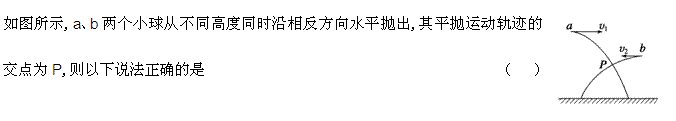 如图所示,a、b两个小球从不同高度同时沿相反方向水平抛出,其平抛运动轨迹的
交点为P,则以下说法正确的是 ( )
a v₁
v₂ b
P